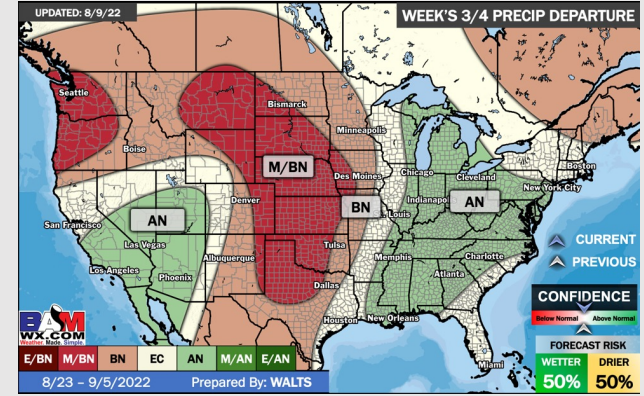 UPDATED: 8/9/22
WEEK'S 3/4 PRECIP DEPARTURE
Seattle
Bismarck
Minneapolis
Boise
M/BN
Des Moines
Chicago
Cleveland
Boston
New York City
Denver
BN
Indianapol
AN
AN
San Francisco
Las Vegas
Louis
CURRENT
PREVIOUS
Los Angeles
Phoenix
Albuquerque
Tulsa
Memphis
Charlotte
Atlanta
Dallas
Houston
New Orleans
Miami
CONFIDENCE
Below Normal
Above Normal
FORECAST RISK
WETTER
DRIER
50%
50%
BAM
WX.COM
Weather. Made. Simple.
E/BN M/BN BN EC AN M/AN E/AN
8/23 – 9/5/2022 Prepared By: WALTS